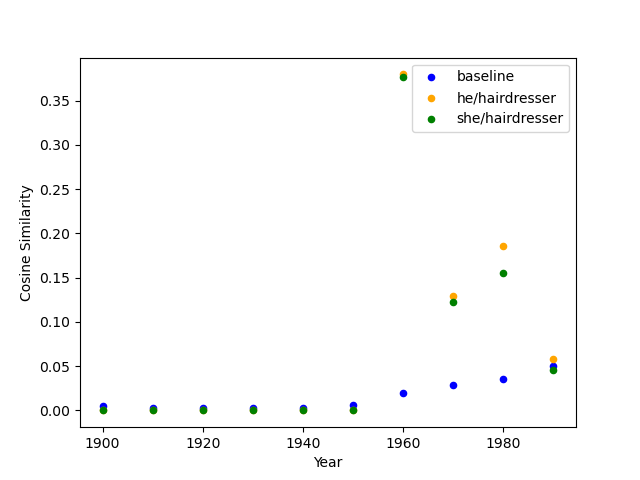 baseline
he/hairdresser
she/hairdresser
0.35
0.30
0.25
0.20
0.15
0.10
0.05
0.00
Cosine Similarity
1900
1920
1940
1960
1980
Year